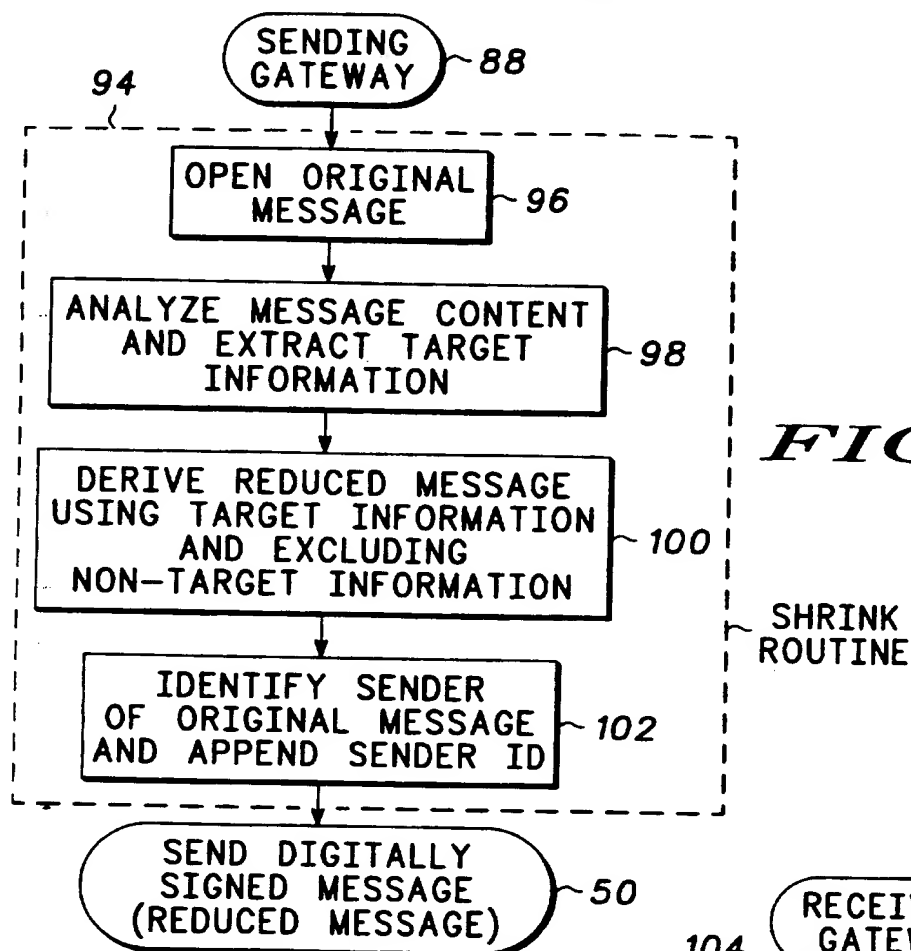 SENDING
GATEWAY
88
94
OPEN ORIGINAL
MESSAGE
96
ANALYZE MESSAGE CONTENT
AND EXTRACT TARGET
INFORMATION
98
FIG
DERIVE REDUCED MESSAGE
USING TARGET INFORMATION
AND EXCLUDING
NON-TARGET INFORMATION
100
SHRINK
ROUTINE
IDENTIFY SENDER
OF ORIGINAL MESSAGE
AND APPEND SENDER ID
102
SEND DIGITALLY
SIGNED MESSAGE
(REDUCED MESSAGE)
50
104